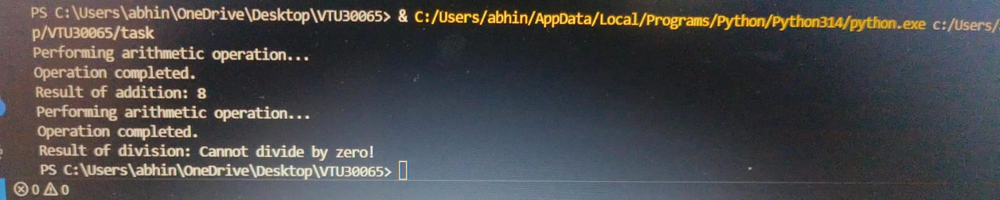 PS C:\Users\abhin\OneDrive\Desktop\VTU30065> & C:/Users/abhin/AppData/Local/Programs/Python/Python314/python.exe c:/Users/
p/VTU30065/task
Performing arithmetic operation...
Operation completed.
Result of addition: 8
Performing arithmetic operation...
Operation completed.
Result of division: Cannot divide by zero!
PS C:\Users\abhin\OneDrive\Desktop\VTU30065>
0 0